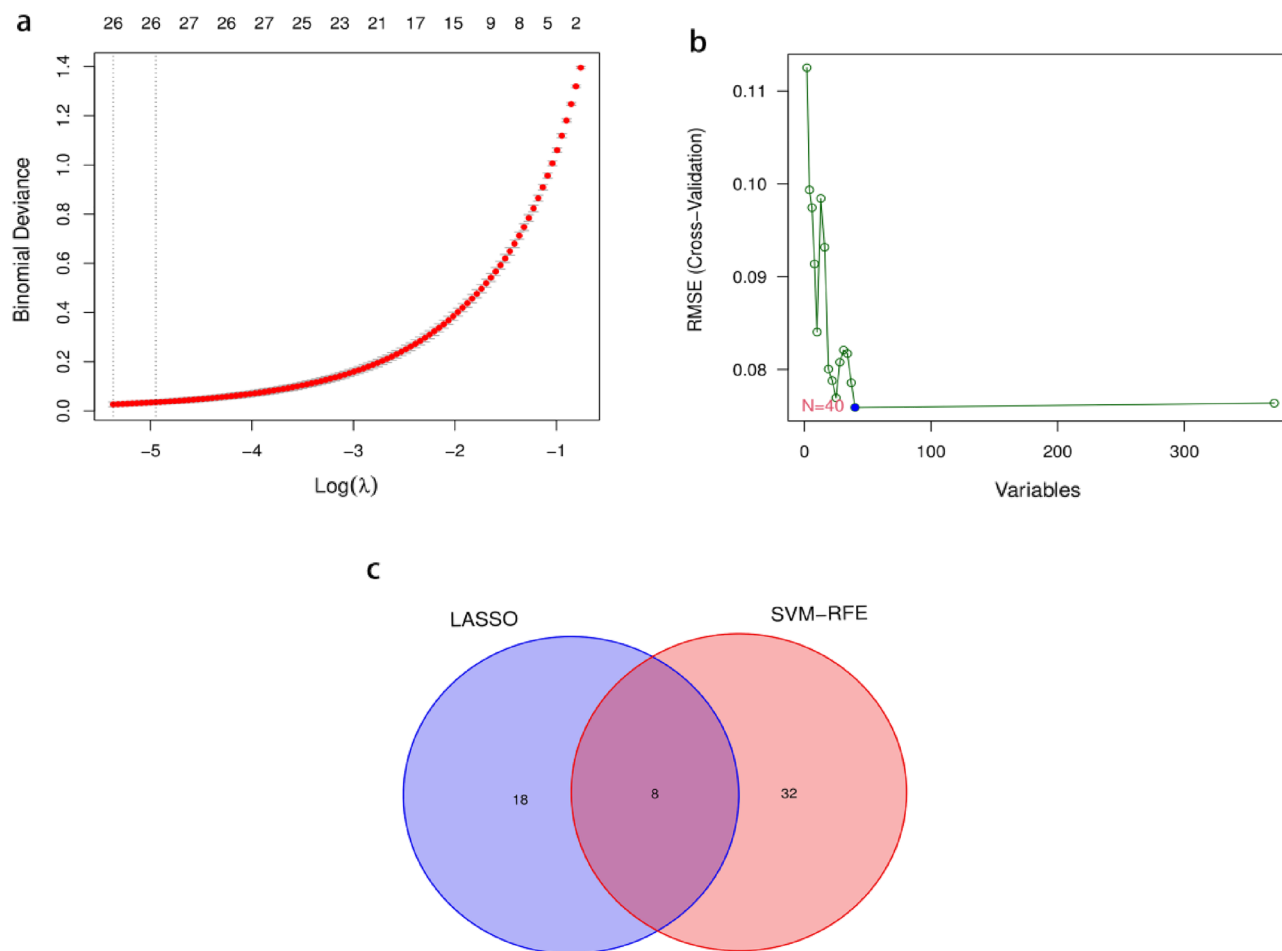 a
26 26 27 26 27 25 23 21 17 15 9 8 5 2
Binomial Deviance
1.4
1.2
1.0
0.8
0.6
0.4
0.2
0.0
−5 −4 −3 −2 −1
Log(λ)
b
RMSE (Cross−Validation)
0.11
0.10
0.09
0.08
N=40
0 100 200 300
Variables
c
LASSO
SVM−RFE
18
8
32